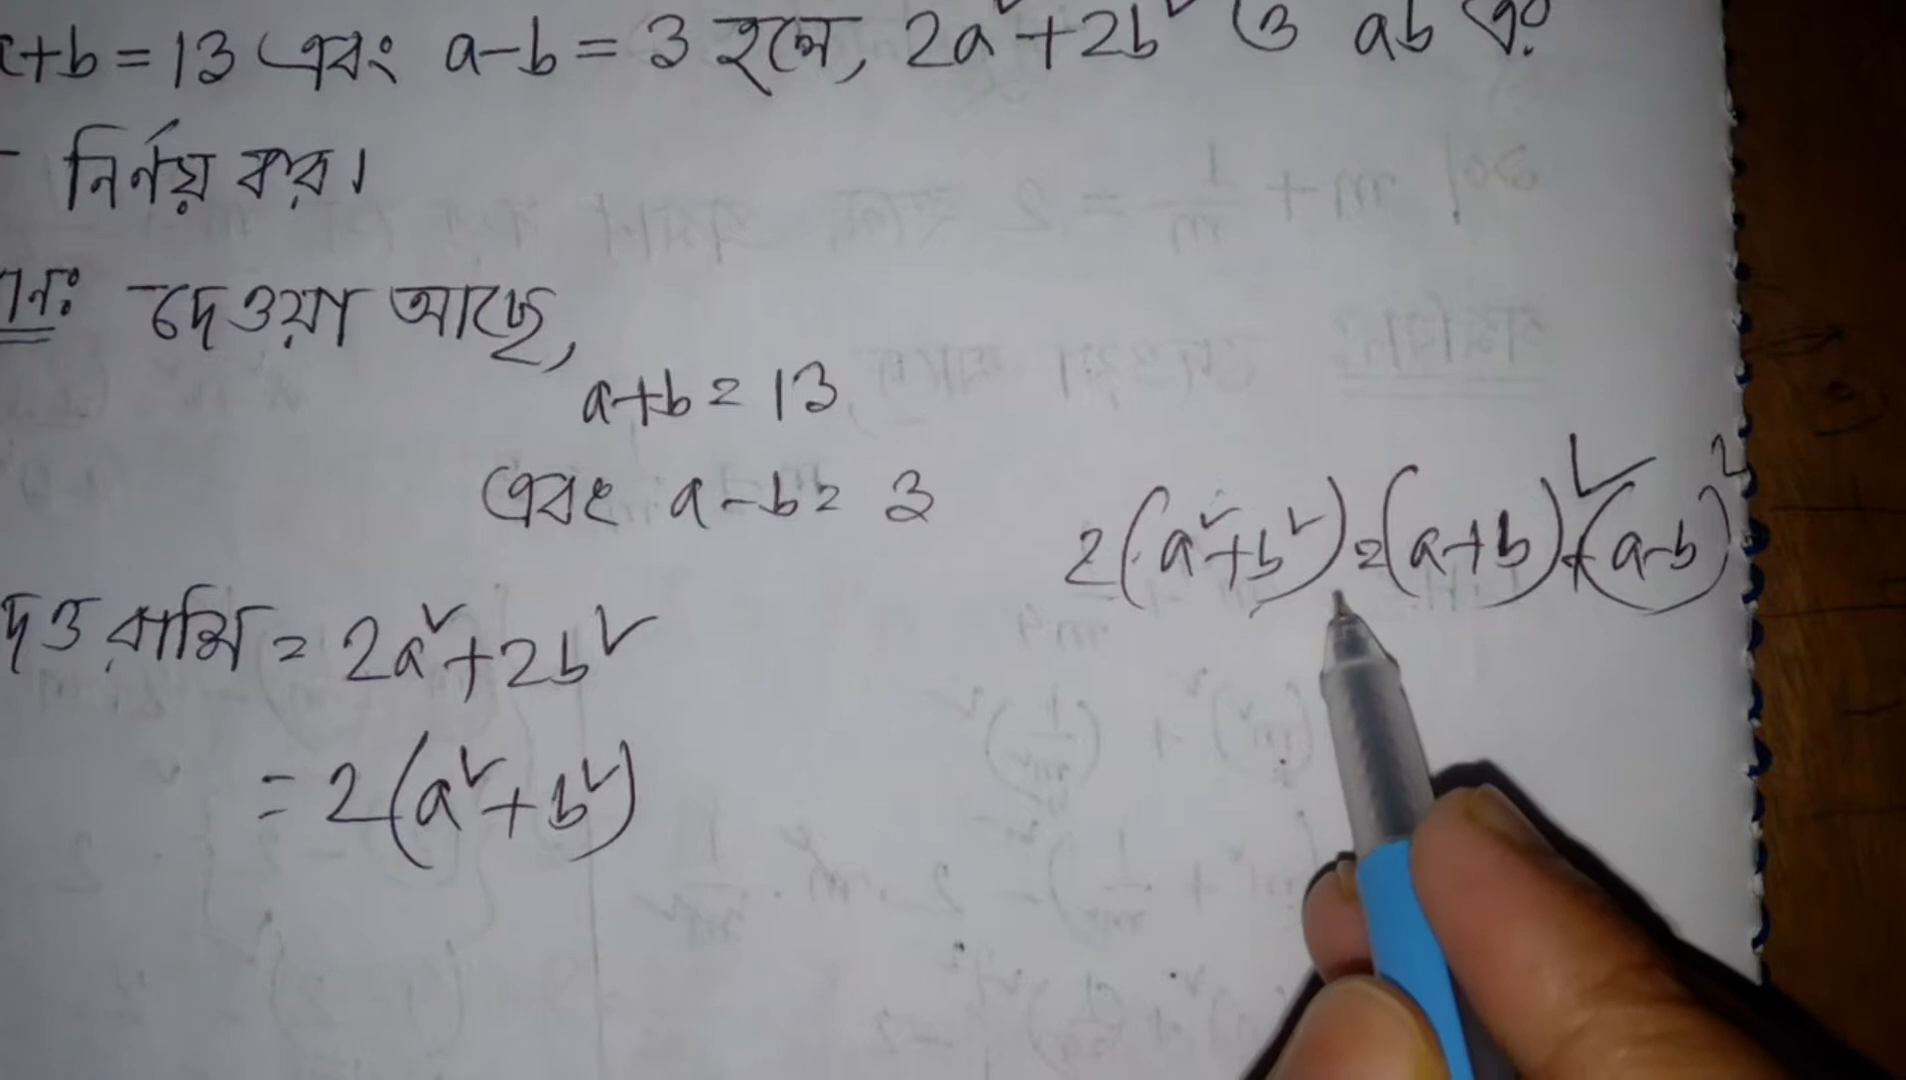 a+b = 13 এবং a-b = 3 হলে, 2a²+2b² ও ab এর
নির্ণয় কর।
দেওয়া আছে,
a+b = 13
এবং a-b = 3
2(a²+b²) = (a+b)²+(a-b)²
প্রদত্ত রাশি = 2a²+2b²
= 2(a²+b²)